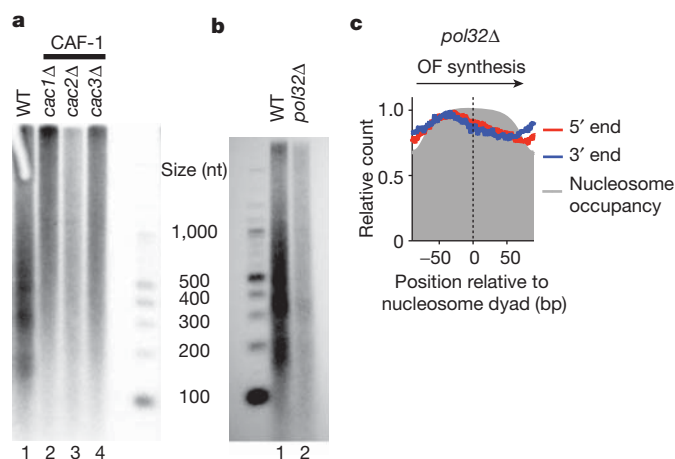 a
CAF-1
WT
cac1Δ
cac2Δ
cac3Δ
Size (nt)
1,000
500
400
300
200
100
1 2 3 4
b
WT
pol32Δ
1 2
c
pol32Δ
OF synthesis
1.0
0.5
0
Relative count
−50 0 50
Position relative to
nucleosome dyad (bp)
5′ end
3′ end
Nucleosome
occupancy